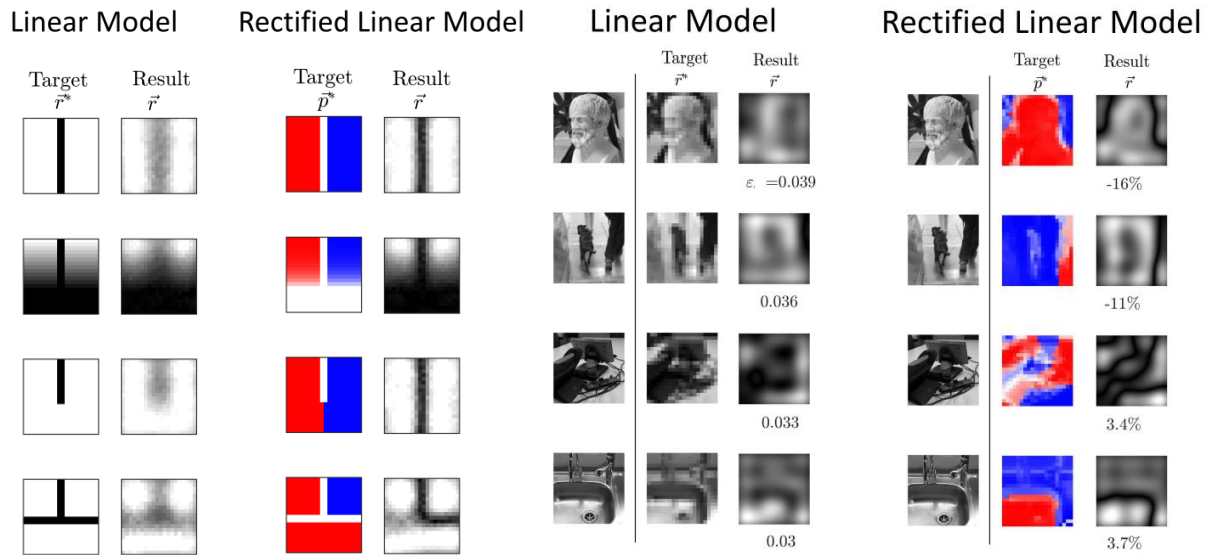 Linear Model
Rectified Linear Model
Linear Model
Rectified Linear Model
Target
r⃗*
Result
r⃗
Target
p⃗*
Result
r⃗
Target
r⃗*
Result
r⃗
Target
p⃗*
Result
r⃗
ε. =0.039
-16%
0.036
-11%
0.033
3.4%
0.03
3.7%